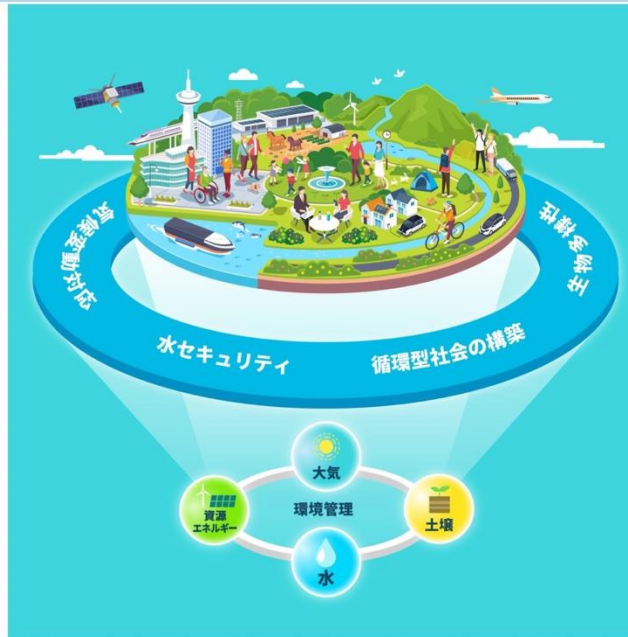 気候変動対応
生物多様性
水セキュリティ
循環型社会の構築
大気
環境管理
資源
エネルギー
土壌
水